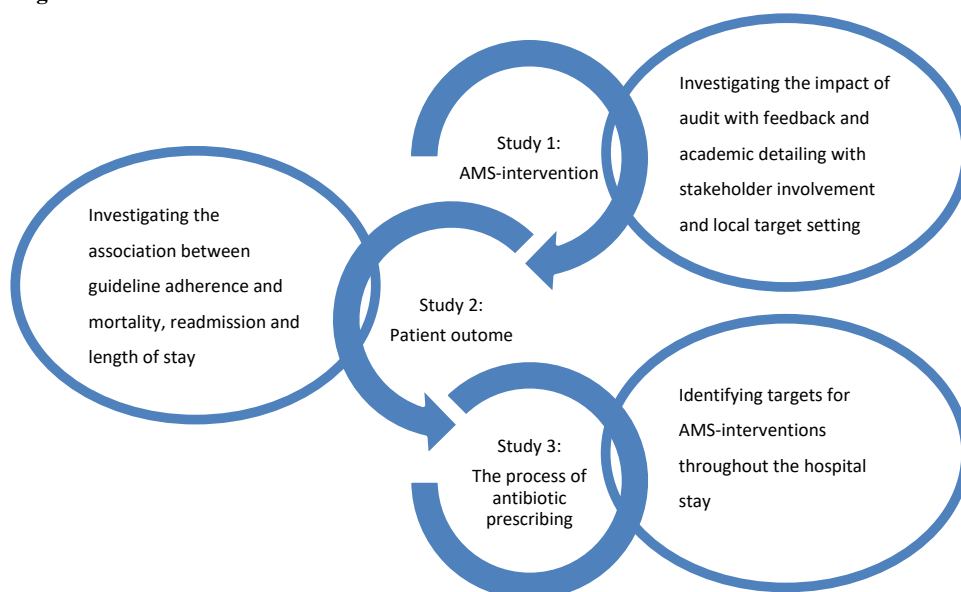 Study 1:
AMS-intervention
Investigating the impact of
audit with feedback and
academic detailing with
stakeholder involvement
and local target setting
Investigating the
association between
guideline adherence and
mortality, readmission and
length of stay
Study 2:
Patient outcome
Study 3:
The process of
antibiotic
prescribing
Identifying targets for
AMS-interventions
throughout the hospital
stay